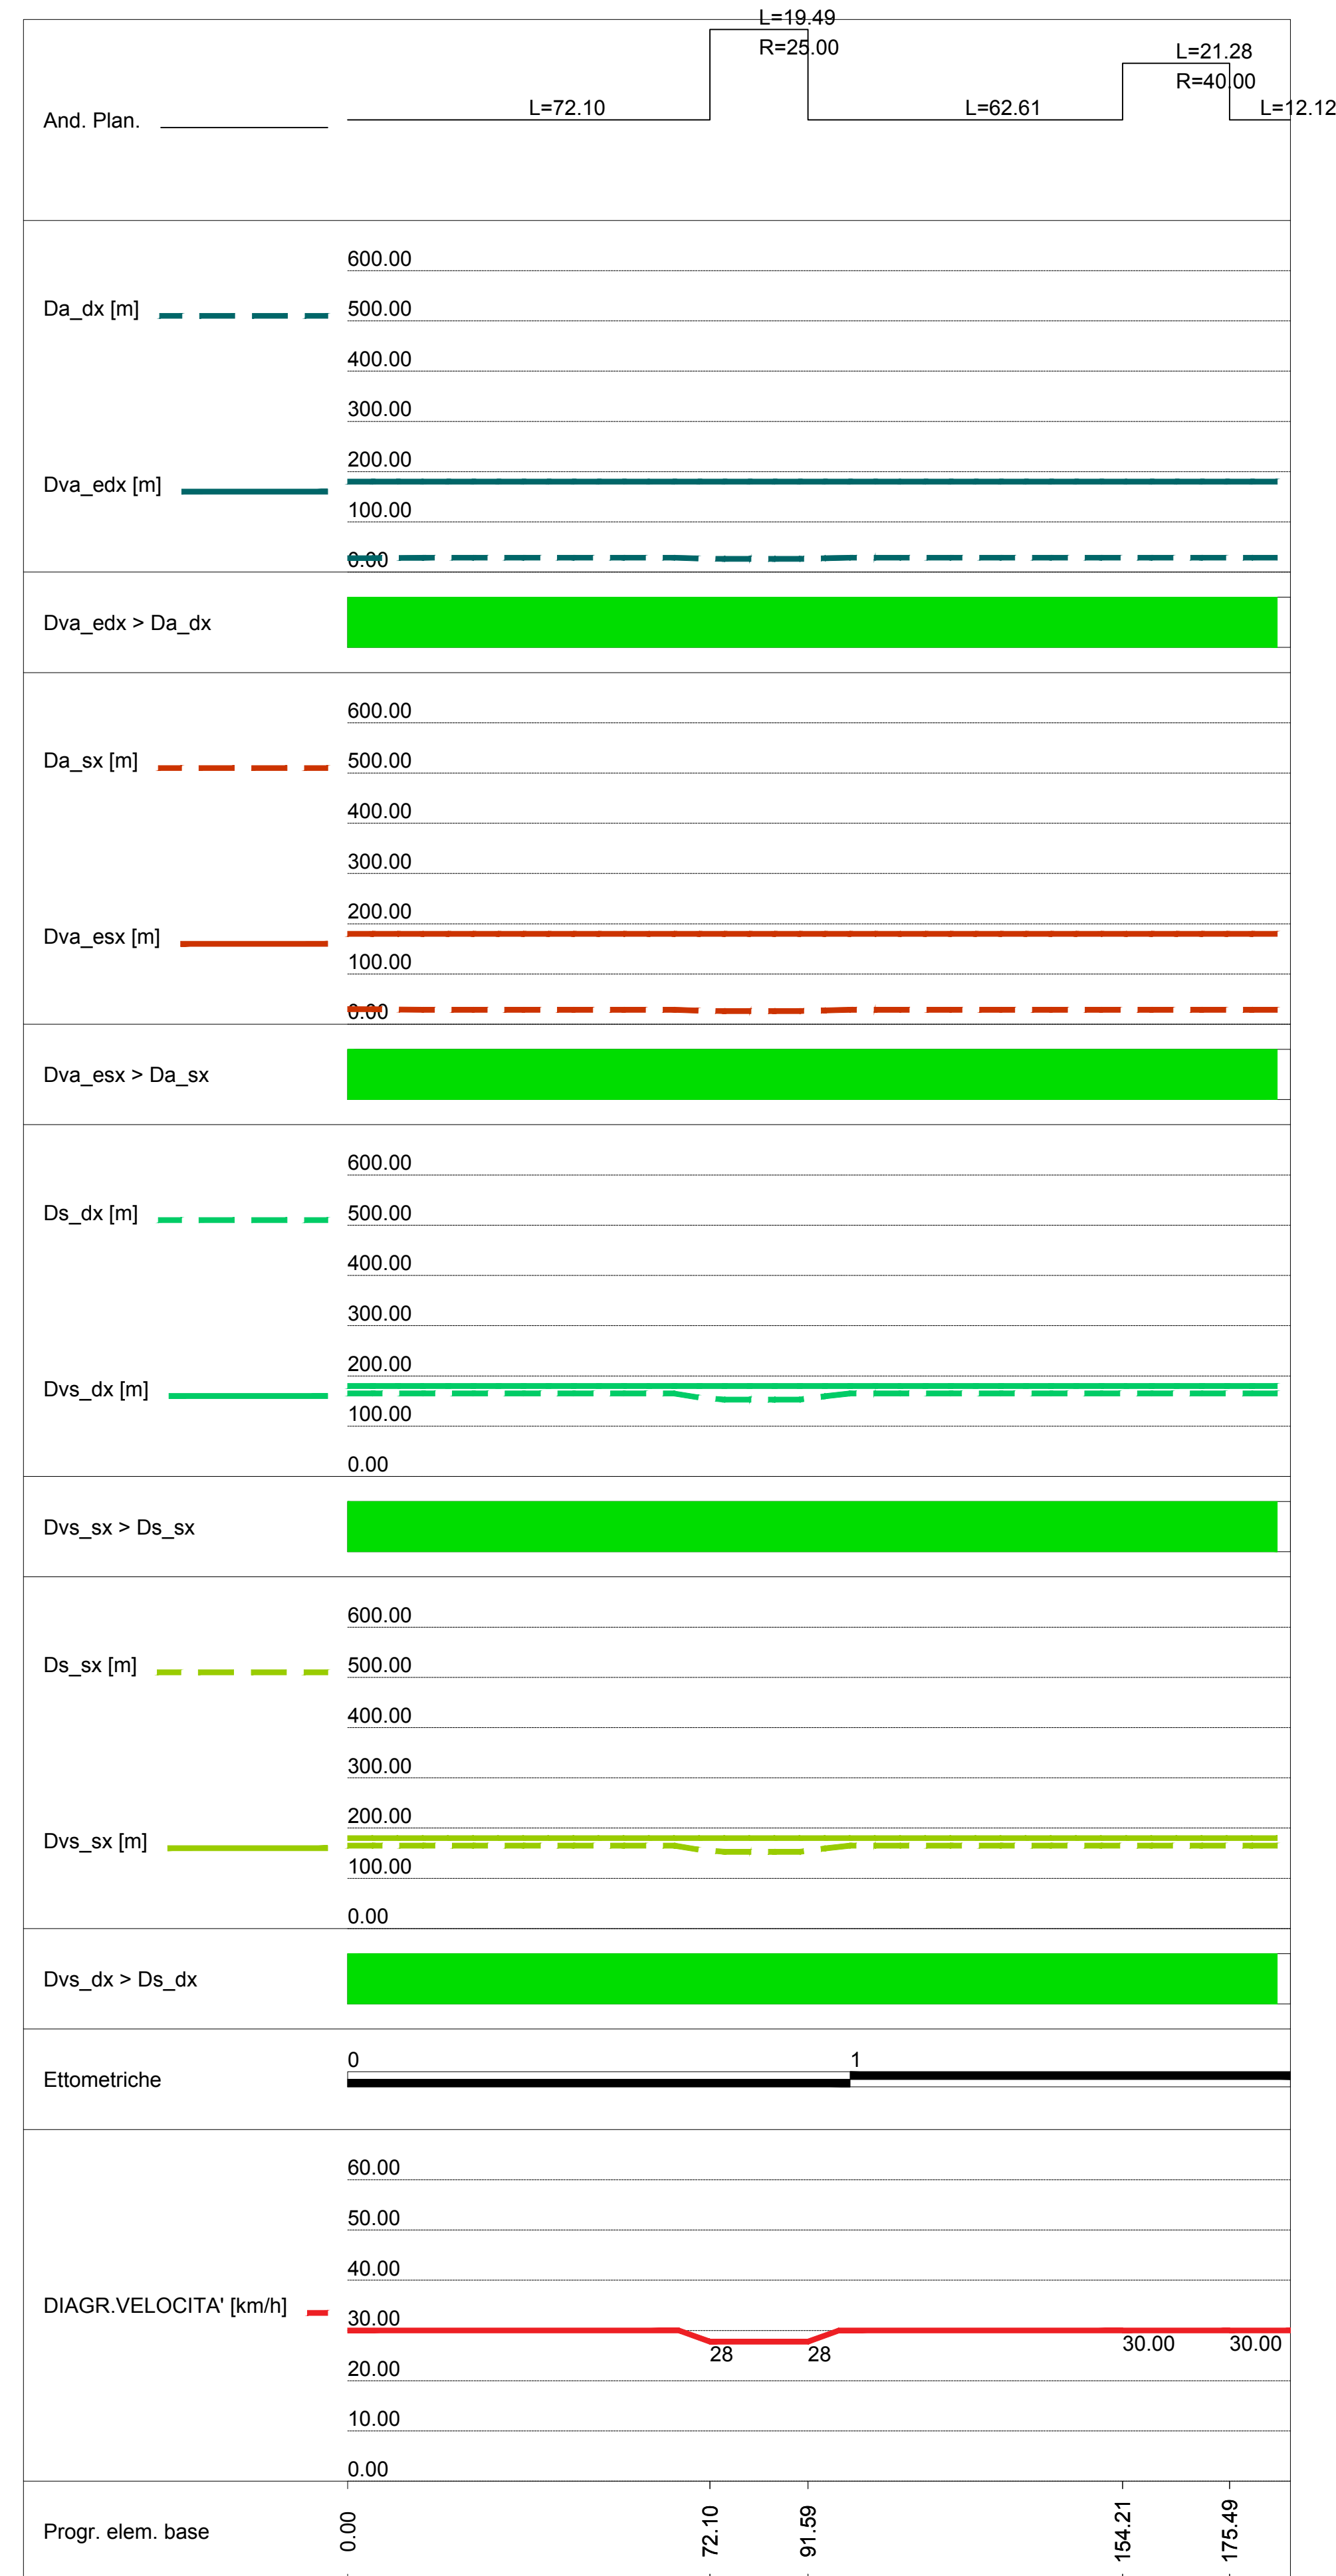 L=19.49
R=25.00
L=21.28
R=40.00
And. Plan.
L=72.10
L=62.61
L=12.12
600.00
Da_dx [m]
500.00
400.00
300.00
200.00
Dva_edx [m]
100.00
0.00
Dva_edx > Da_dx
600.00
Da_sx [m]
500.00
400.00
300.00
200.00
Dva_esx [m]
100.00
0.00
Dva_esx > Da_sx
600.00
Ds_dx [m]
500.00
400.00
300.00
200.00
Dvs_dx [m]
100.00
0.00
Dvs_sx > Ds_sx
600.00
Ds_sx [m]
500.00
400.00
300.00
200.00
Dvs_sx [m]
100.00
0.00
Dvs_dx > Ds_dx
0
1
Ettometriche
60.00
50.00
40.00
DIAGR.VELOCITA' [km/h]
30.00
28
28
30.00
30.00
20.00
10.00
0.00
Progr. elem. base
0.00
72.10
91.59
154.21
175.49